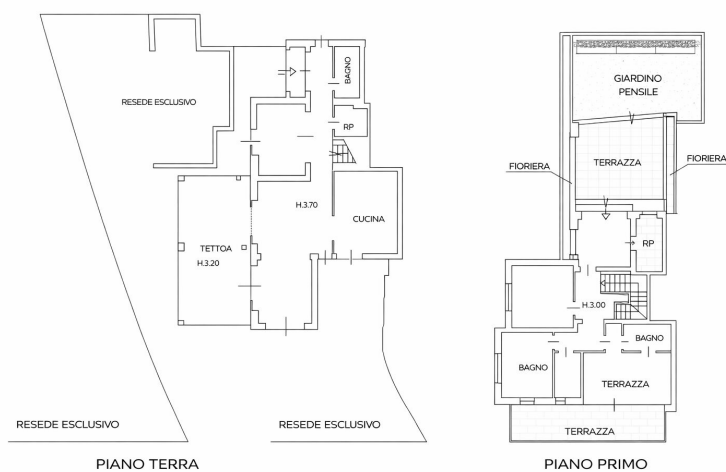 RESEDE ESCLUSIVO
BAGNO
RP
H.3.70
CUCINA
TETTOA
H.3.20
RESEDE ESCLUSIVO
RESEDE ESCLUSIVO
PIANO TERRA
GIARDINO
PENSILE
FIORIERA
TERRAZZA
FIORIERA
RP
H.3.00
BAGNO
BAGNO
TERRAZZA
TERRAZZA
PIANO PRIMO